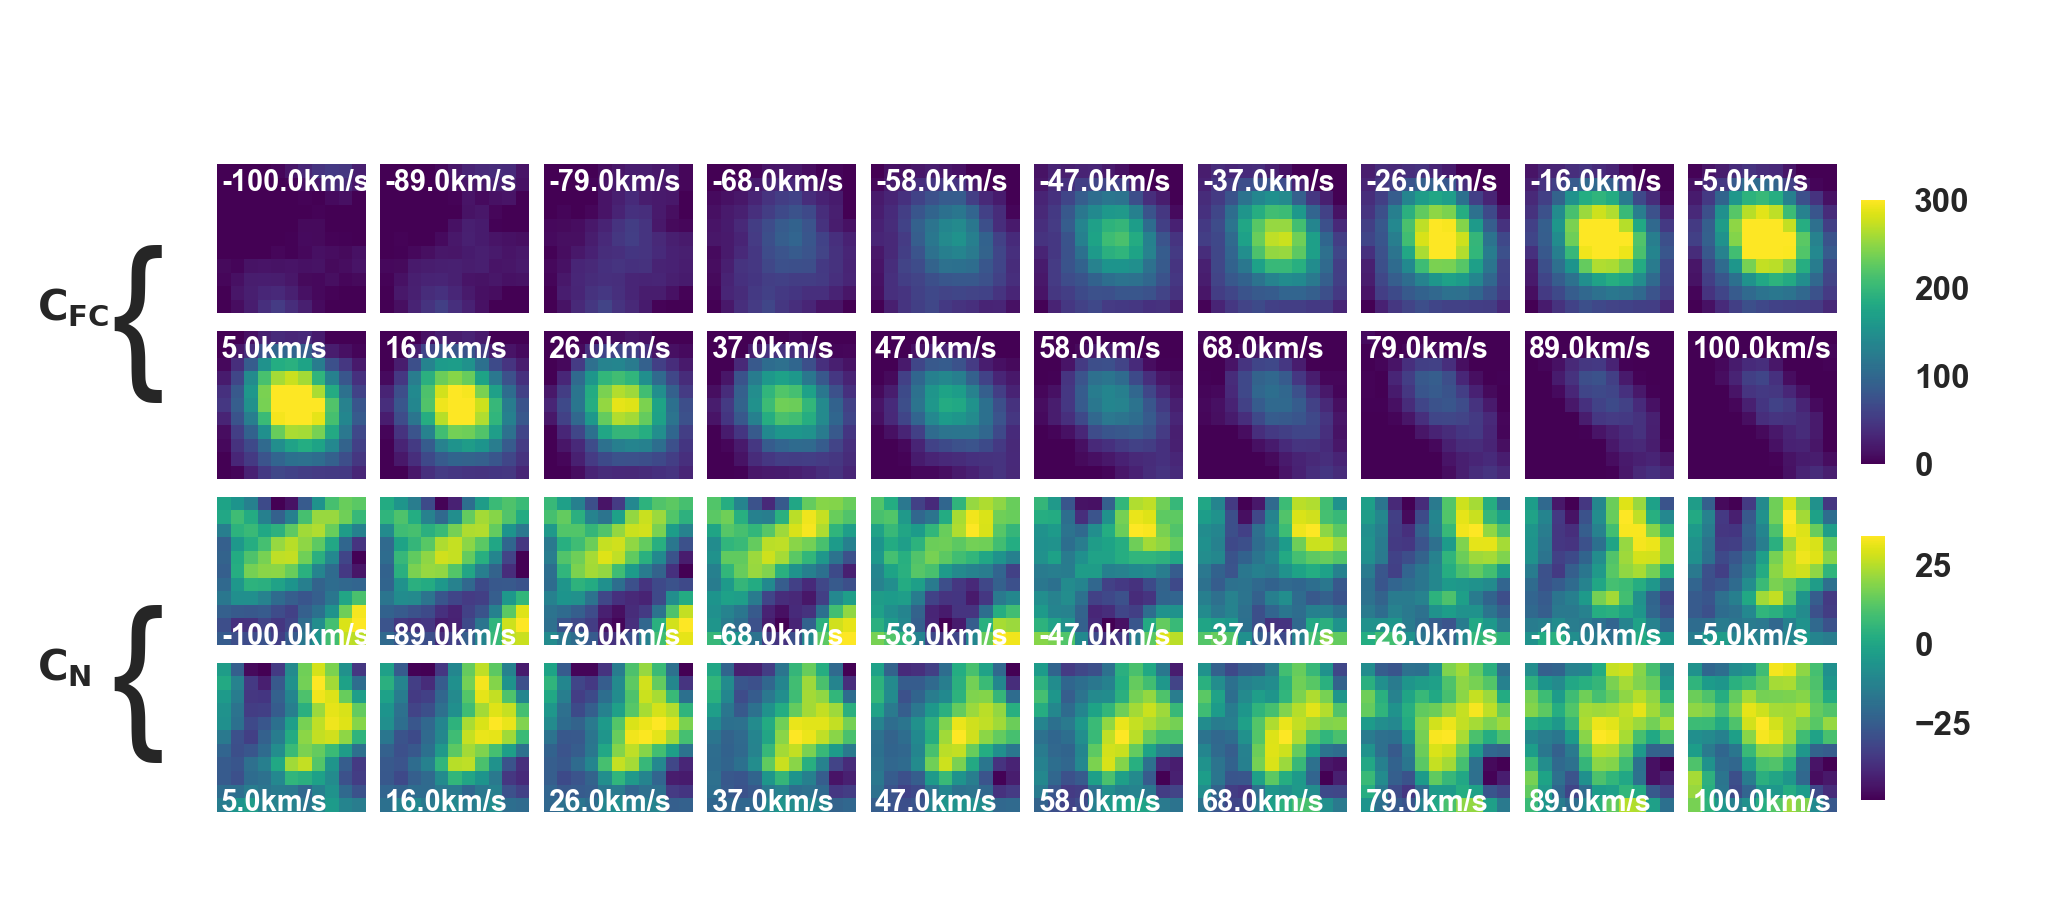 -100.0km/s -89.0km/s -79.0km/s -68.0km/s -58.0km/s -47.0km/s -37.0km/s -26.0km/s -16.0km/s -5.0km/s
300
200
100
0
C_FC {
5.0km/s 16.0km/s 26.0km/s 37.0km/s 47.0km/s 58.0km/s 68.0km/s 79.0km/s 89.0km/s 100.0km/s
25
0
−25
C_N {
-100.0km/s -89.0km/s -79.0km/s -68.0km/s -58.0km/s -47.0km/s -37.0km/s -26.0km/s -16.0km/s -5.0km/s
5.0km/s 16.0km/s 26.0km/s 37.0km/s 47.0km/s 58.0km/s 68.0km/s 79.0km/s 89.0km/s 100.0km/s